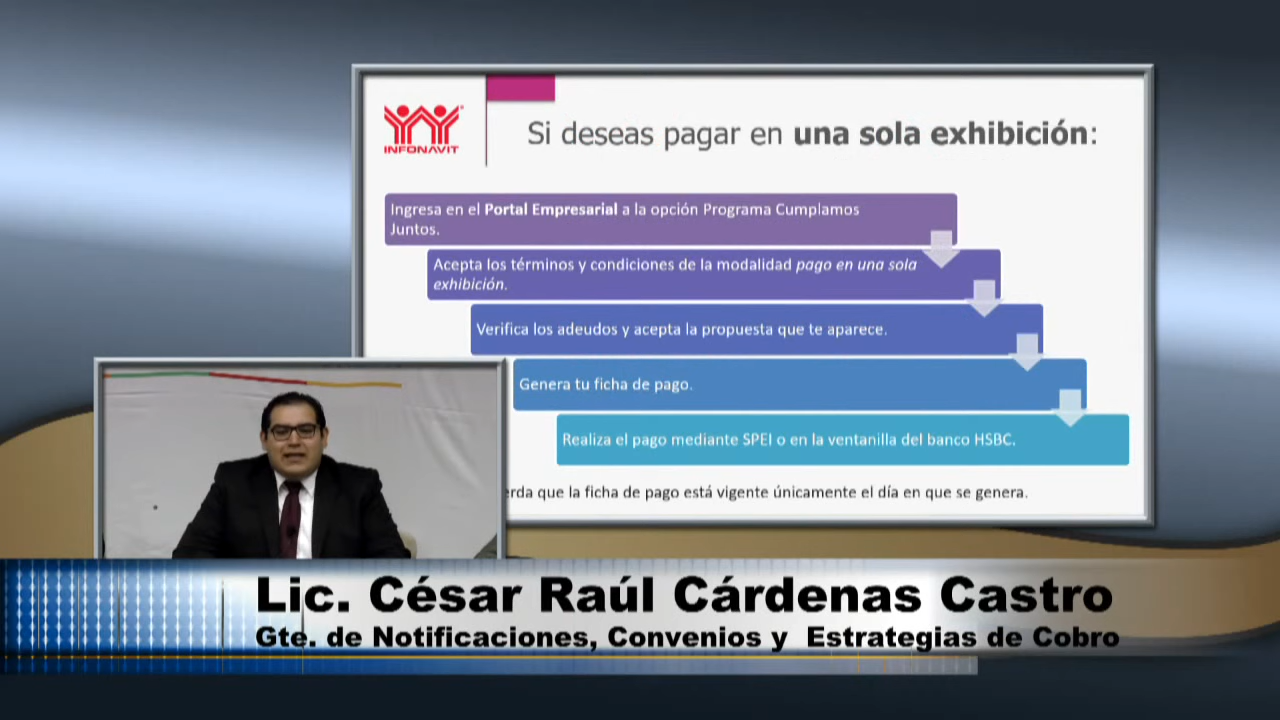 INFONAVIT
Si deseas pagar en una sola exhibición:
Ingresa en el Portal Empresarial a la opción Programa Cumplamos
Juntos.
Acepta los términos y condiciones de la modalidad pago en una sola
exhibición.
Verifica los adeudos y acepta la propuesta que te aparece.
Genera tu ficha de pago.
Realiza el pago mediante SPEI o en la ventanilla del banco HSBC.
que la ficha de pago está vigente únicamente el día en que se genera.
Lic. César Raúl Cárdenas Castro
Gte. de Notificaciones, Convenios y Estrategias de Cobro